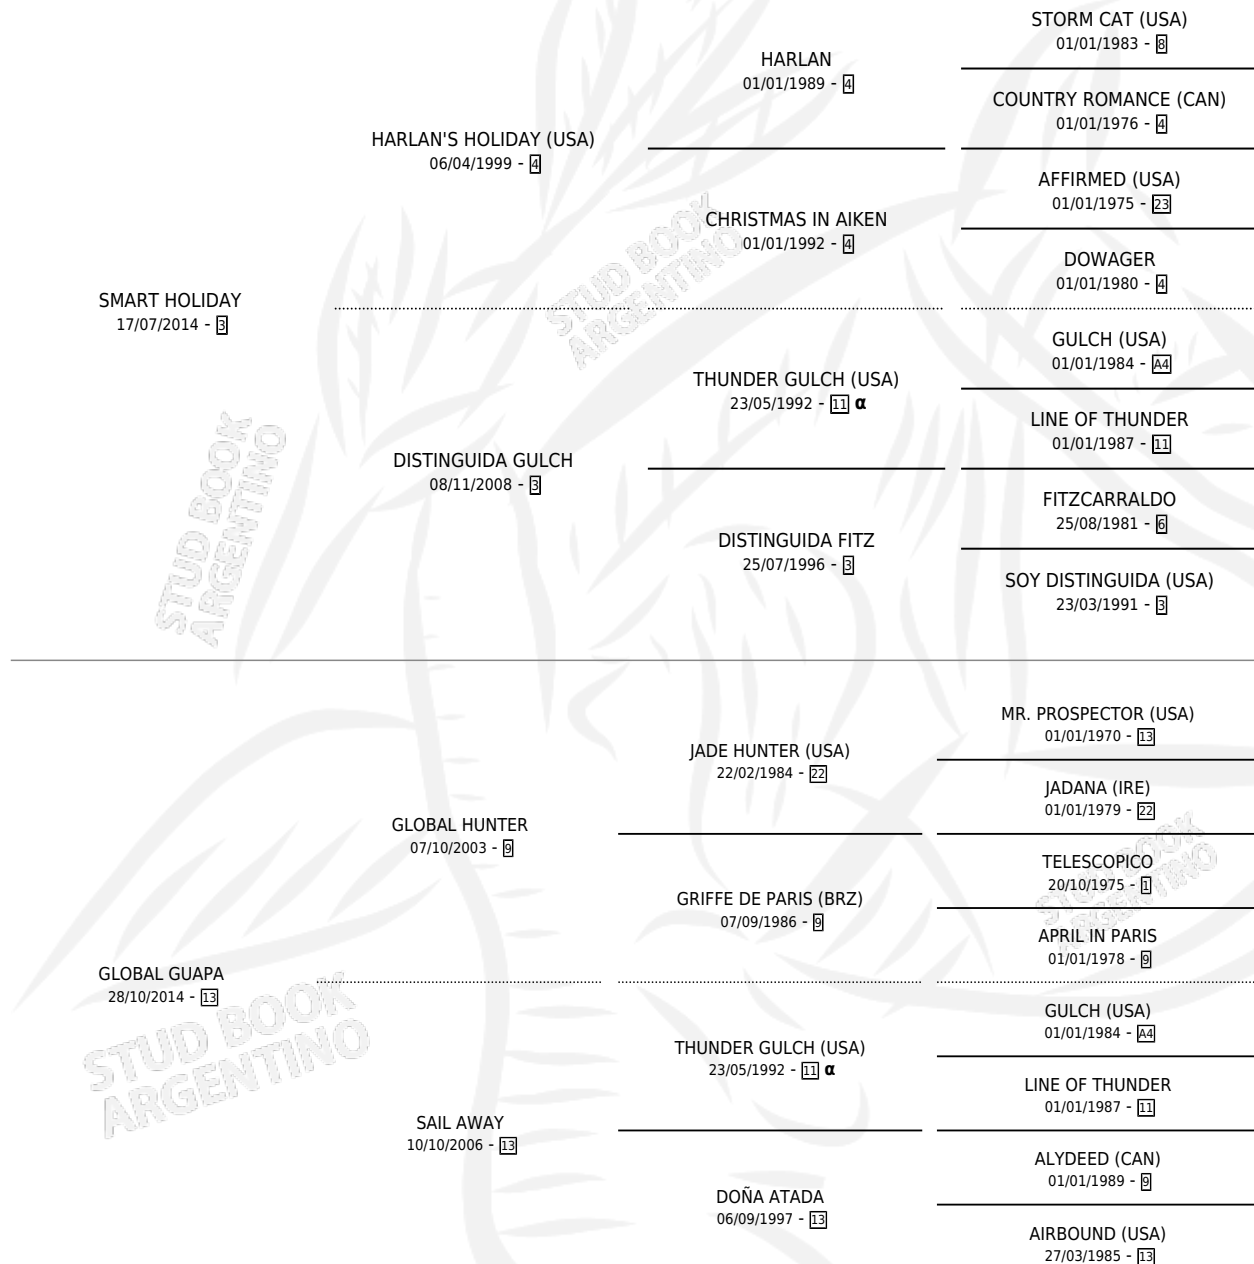 STORM CAT (USA)
01/01/1983 - 8
HARLAN
01/01/1989 - 4
COUNTRY ROMANCE (CAN)
01/01/1976 - 4
HARLAN'S HOLIDAY (USA)
06/04/1999 - 4
AFFIRMED (USA)
01/01/1975 - 23
CHRISTMAS IN AIKEN
01/01/1992 - 4
DOWAGER
01/01/1980 - 4
SMART HOLIDAY
17/07/2014 - 3
GULCH (USA)
01/01/1984 - A4
THUNDER GULCH (USA)
23/05/1992 - 11 α
LINE OF THUNDER
01/01/1987 - 11
DISTINGUIDA GULCH
08/11/2008 - 3
FITZCARRALDO
25/08/1981 - 6
DISTINGUIDA FITZ
25/07/1996 - 3
SOY DISTINGUIDA (USA)
23/03/1991 - 3
MR. PROSPECTOR (USA)
01/01/1970 - 13
JADE HUNTER (USA)
22/02/1984 - 22
JADANA (IRE)
01/01/1979 - 22
GLOBAL HUNTER
07/10/2003 - 9
TELESCOPICO
20/10/1975 - 1
GRIFFE DE PARIS (BRZ)
07/09/1986 - 9
APRIL IN PARIS
01/01/1978 - 9
GLOBAL GUAPA
28/10/2014 - 13
GULCH (USA)
01/01/1984 - A4
THUNDER GULCH (USA)
23/05/1992 - 11 α
LINE OF THUNDER
01/01/1987 - 11
SAIL AWAY
10/10/2006 - 13
ALYDEED (CAN)
01/01/1989 - 9
DOÑA ATADA
06/09/1997 - 13
AIRBOUND (USA)
27/03/1985 - 13
STUD BOOK
ARGENTINO
STUD BOOK
ARGENTINO
STUD BOOK
ARGENTINO
STUD BOOK
ARGENTINO